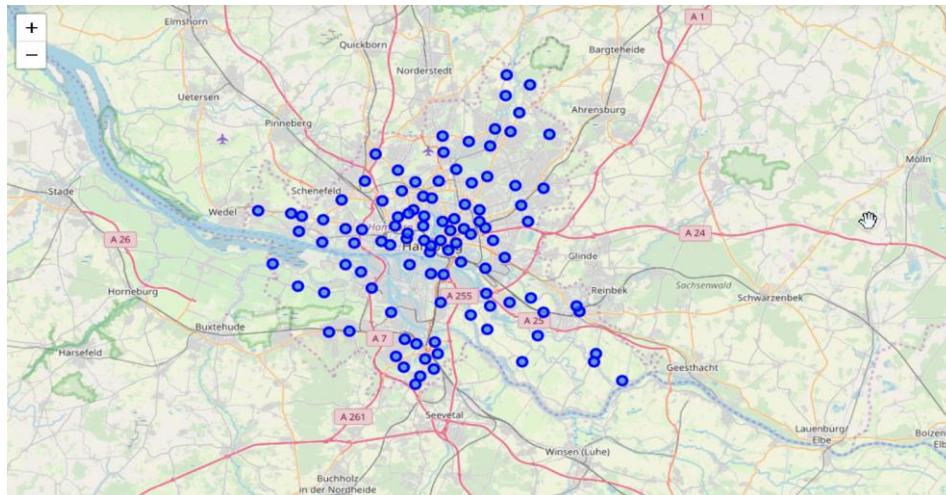 +
−
Elmshorn
A 1
Quickborn
Bargteheide
Norderstedt
Uetersen
Ahrensburg
Pinneberg
Mölln
Stade
Schenefeld
Wedel
A 26
A 24
Glinde
Horneburg
Sachsenwald
Reinbek
Schwarzenbek
A 255
Buxtehude
A 25
A 7
Harsefeld
Geesthacht
A 261
Seevetal
Lauenburg/
Elbe
Winsen (Luhe)
Buchholz
in der Nordheide